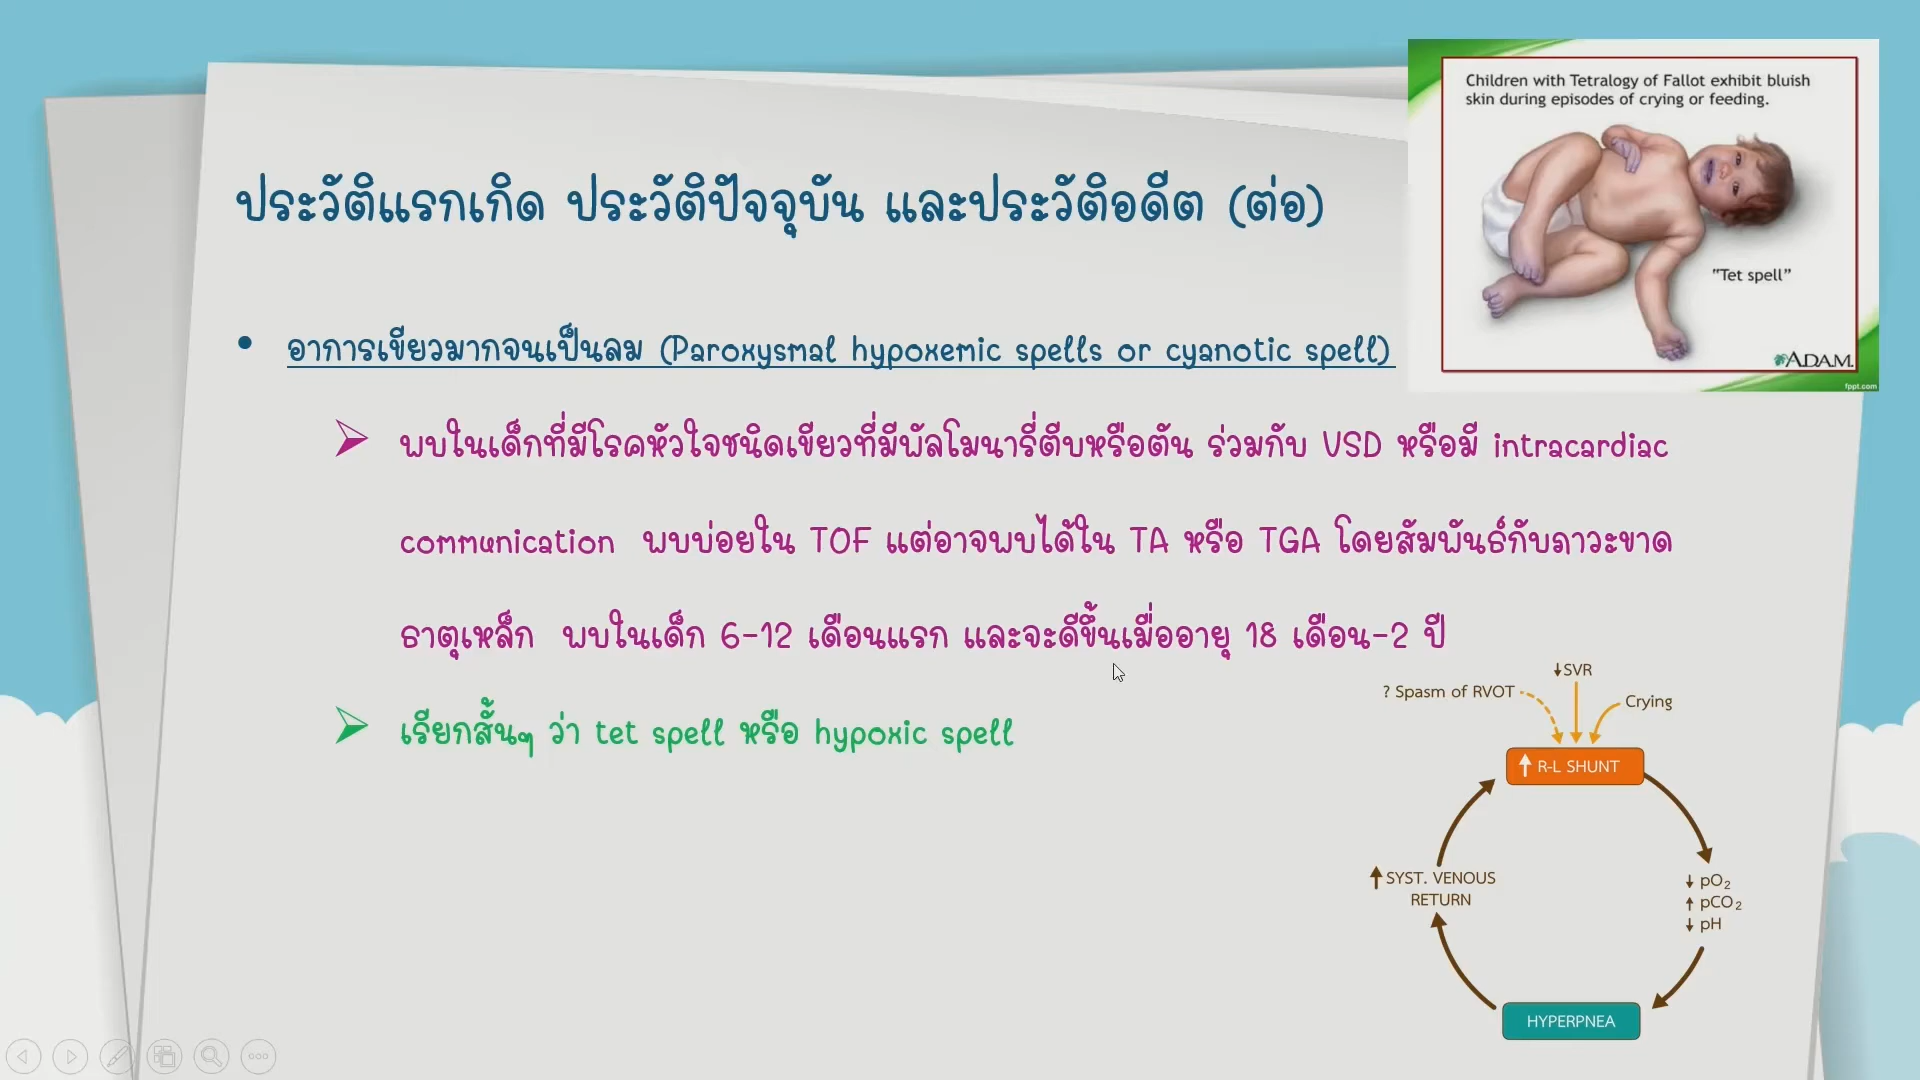 Children with Tetralogy of Fallot exhibit bluish
skin during episodes of crying or feeding.
"Tet spell"
ADAM.
fppt.com
ประวัติแรกเกิด ประวัติปัจจุบัน และประวัติอดีต (ต่อ)
• อาการเขียวมากจนเป็นลม (Paroxysmal hypoxemic spells or cyanotic spell)
➢ พบในเด็กที่มีโรคหัวใจชนิดเขียวที่มีพัลโมนารี่ตีบหรือตัน ร่วมกับ VSD หรือมี intracardiac
communication พบบ่อยใน TOF แต่อาจพบได้ใน TA หรือ TGA โดยสัมพันธ์กับภาวะขาด
ธาตุเหล็ก พบในเด็ก 6-12 เดือนแรก และจะดีขึ้นเมื่ออายุ 18 เดือน-2 ปี
➢ เรียกสั้นๆ ว่า tet spell หรือ hypoxic spell
↓SVR
? Spasm of RVOT
Crying
↑ R-L SHUNT
↑ SYST. VENOUS
RETURN
↓ pO₂
↑ pCO₂
↓ pH
HYPERPNEA